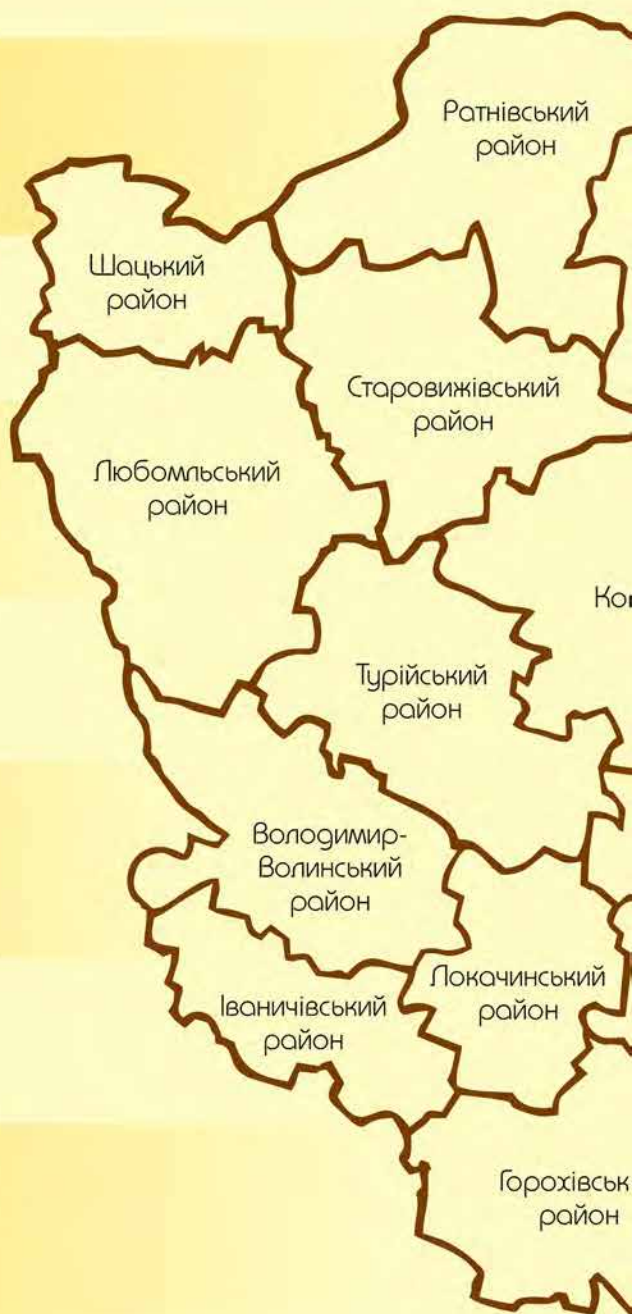 Ратнівський
район
Шацький
район
Старовижівський
район
Любомльський
район
Ко
Турійський
район
Володимир-
Волинський
район
Локачинський
район
Іваничівський
район
Горохівськ
район